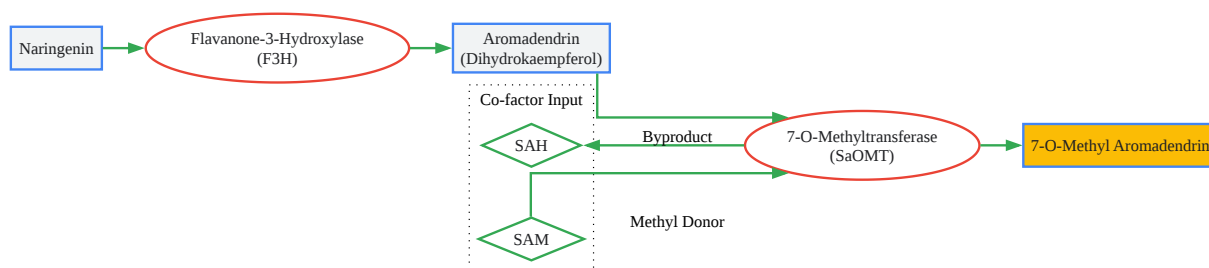 Naringenin
Flavanone-3-Hydroxylase
(F3H)
Aromadendrin
(Dihydrokaempferol)
Co-factor Input
SAH
Byproduct
7-O-Methyltransferase
(SaOMT)
7-O-Methyl Aromadendrin
SAM
Methyl Donor